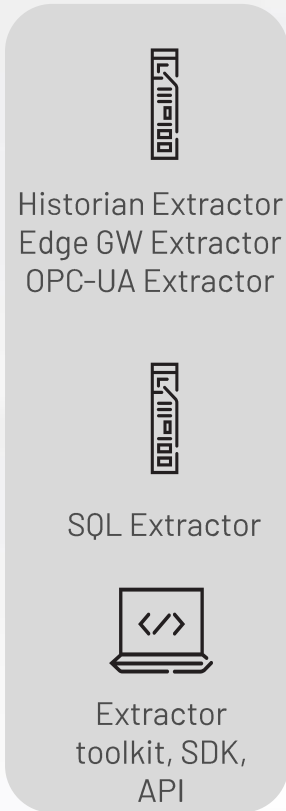 Historian Extractor
Edge GW Extractor
OPC-UA Extractor
SQL Extractor
</>
Extractor
toolkit, SDK,
API